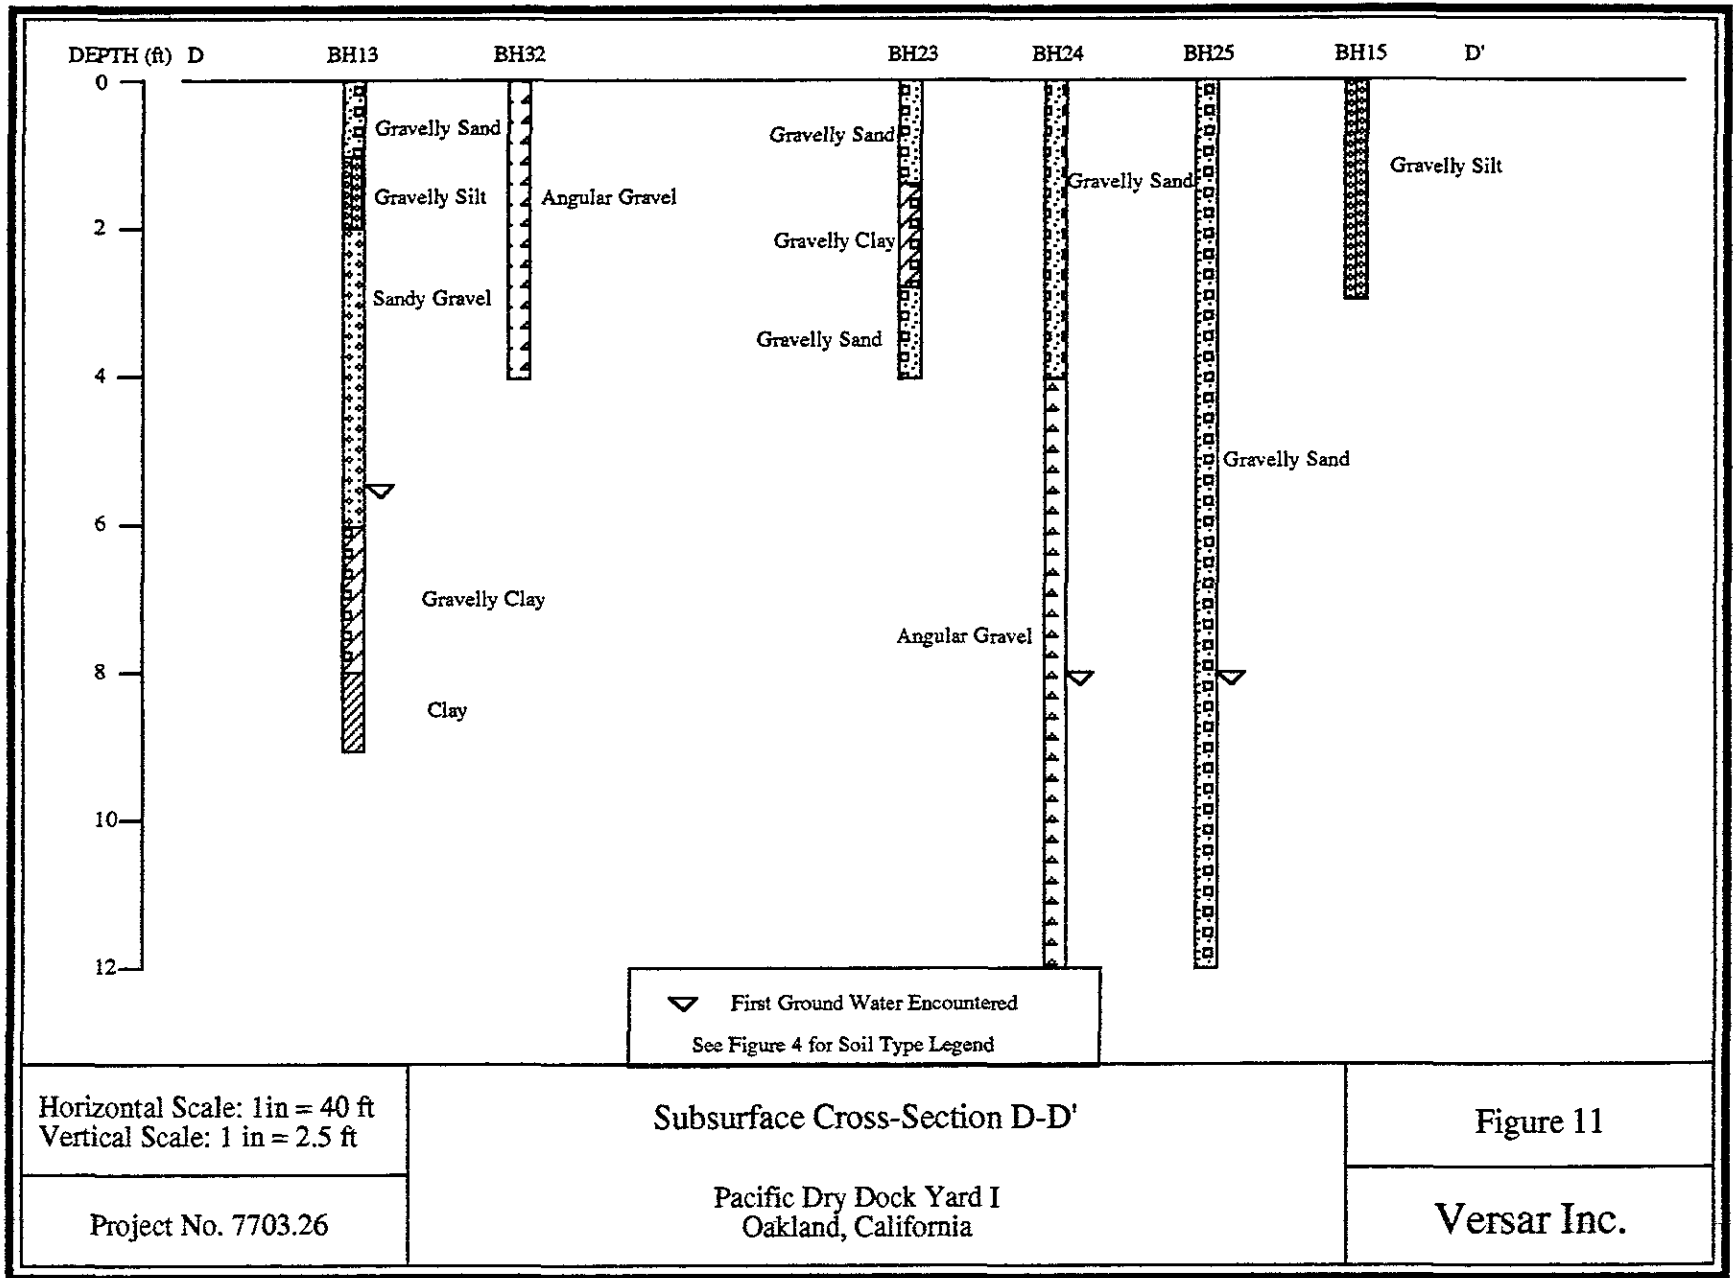 DEPTH (ft) D BH13 BH32 BH23 BH24 BH25 BH15 D'
0
Gravelly Sand
Gravelly Sand
Gravelly Silt
Gravelly Sand
Gravelly Silt
Angular Gravel
2
Gravelly Clay
Sandy Gravel
Gravelly Sand
4
Gravelly Sand
6
Gravelly Clay
Angular Gravel
8
Clay
10
12
First Ground Water Encountered
See Figure 4 for Soil Type Legend
Horizontal Scale: 1in = 40 ft
Vertical Scale: 1 in = 2.5 ft
Project No. 7703.26
Subsurface Cross-Section D-D'
Pacific Dry Dock Yard I
Oakland, California
Figure 11
Versar Inc.